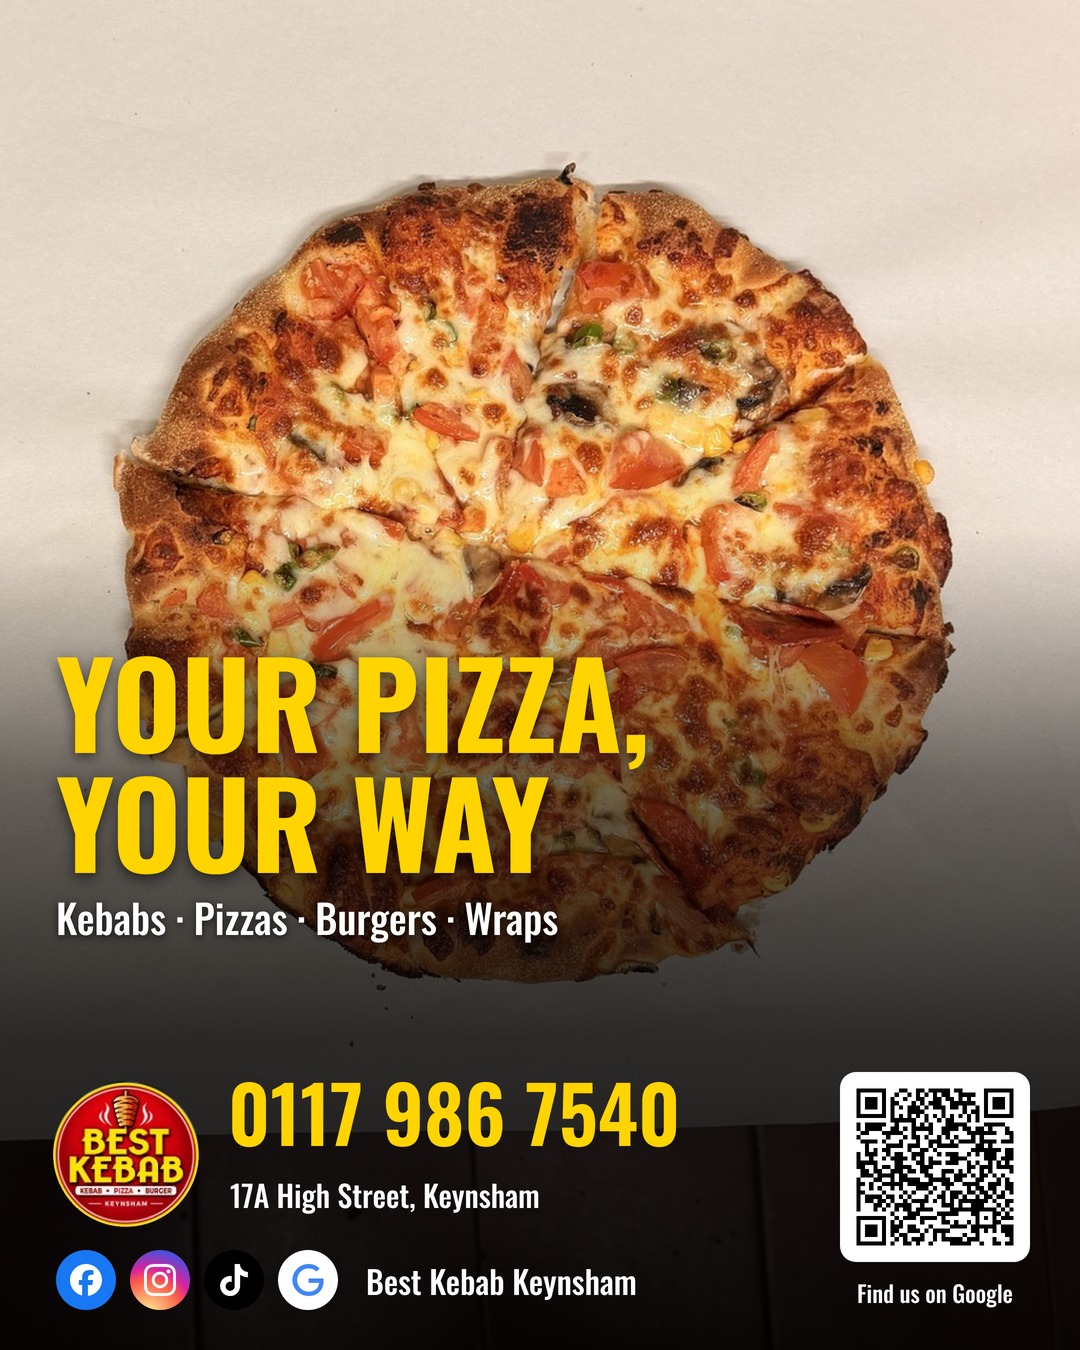 YOUR PIZZA,
YOUR WAY
Kebabs · Pizzas · Burgers · Wraps
0117 986 7540
17A High Street, Keynsham
BEST
KEBAB
KEBAB • PIZZA • BURGER
KEYNSHAM
Best Kebab Keynsham
Find us on Google